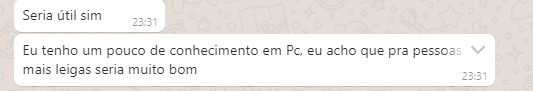 Seria útil sim
23:31
Eu tenho um pouco de conhecimento em Pc, eu acho que pra pessoas
mais leigas seria muito bom
23:31